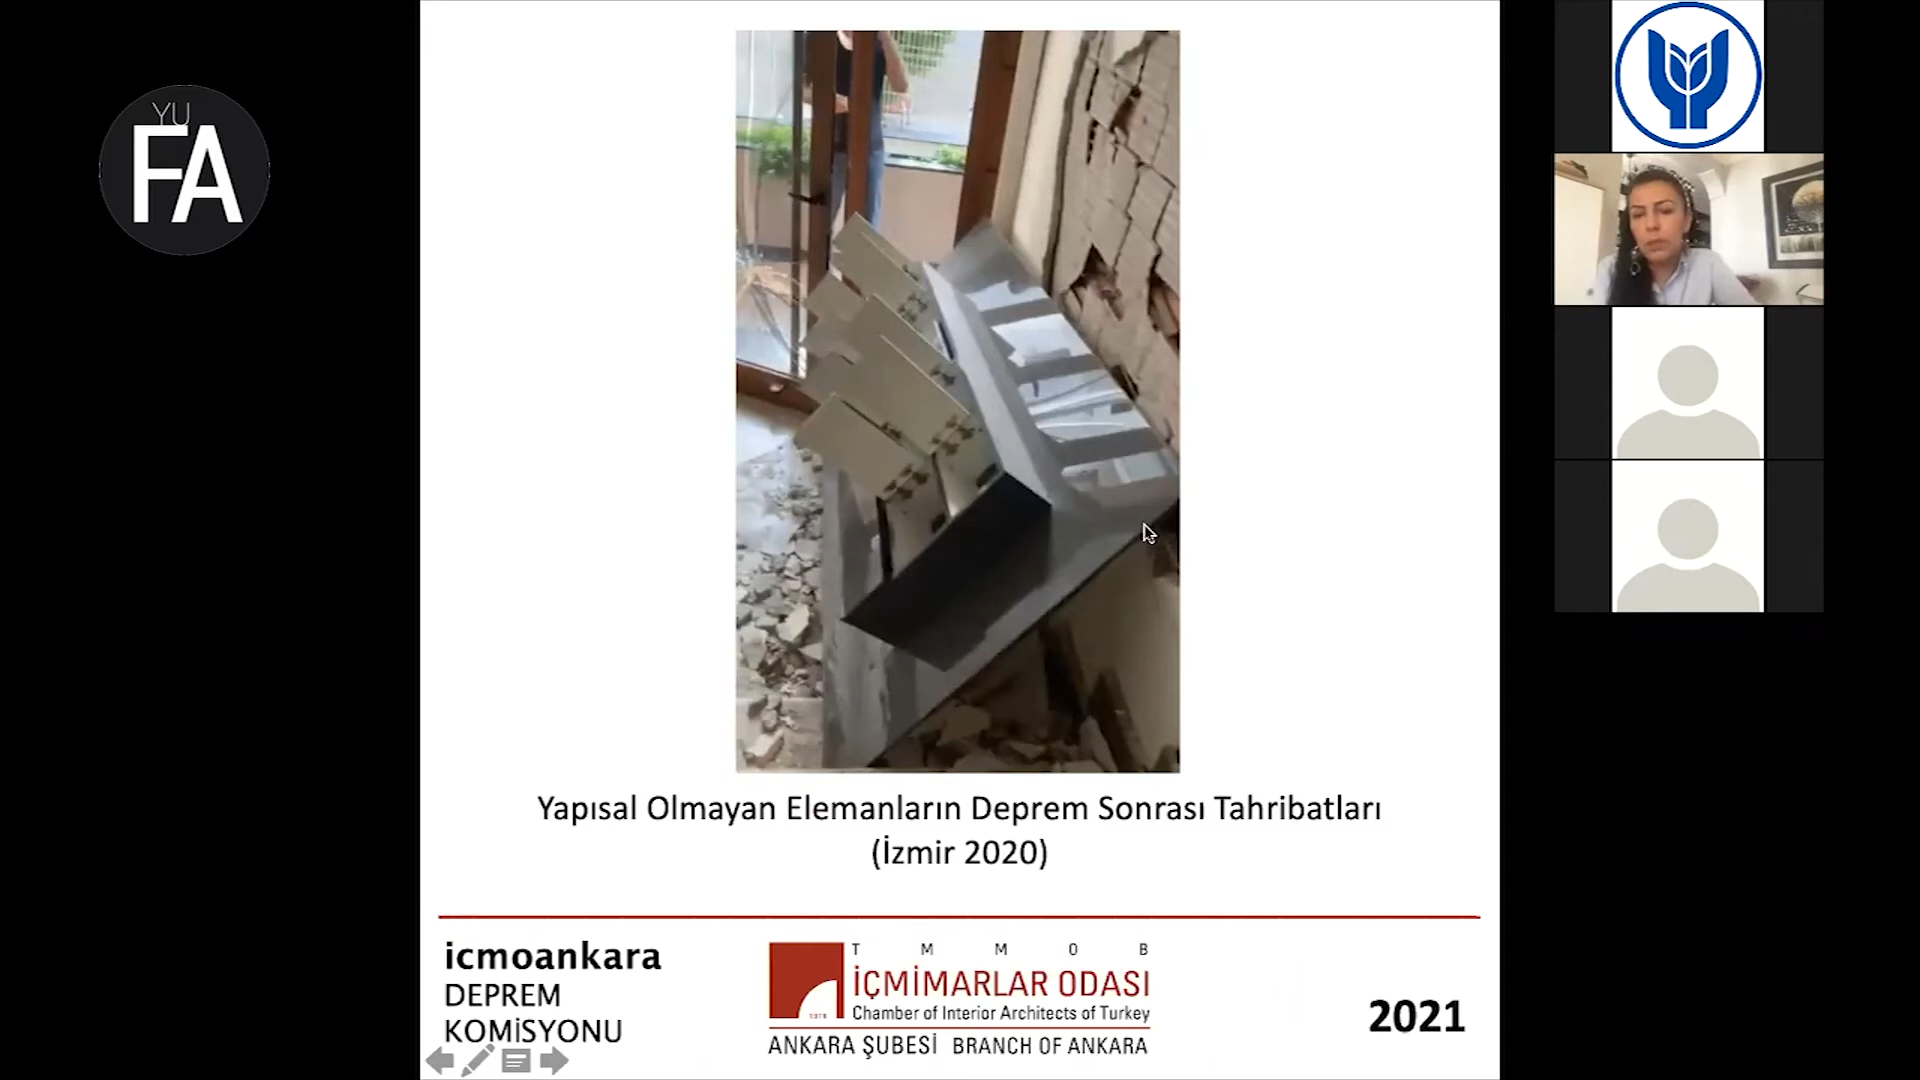 YU
FA
Yapısal Olmayan Elemanların Deprem Sonrası Tahribatları
(İzmir 2020)
icmoankara
DEPREM
KOMİSYONU
T M M O B
İÇMİMARLAR ODASI
Chamber of Interior Architects of Turkey
1976
ANKARA ŞUBESİ BRANCH OF ANKARA
2021